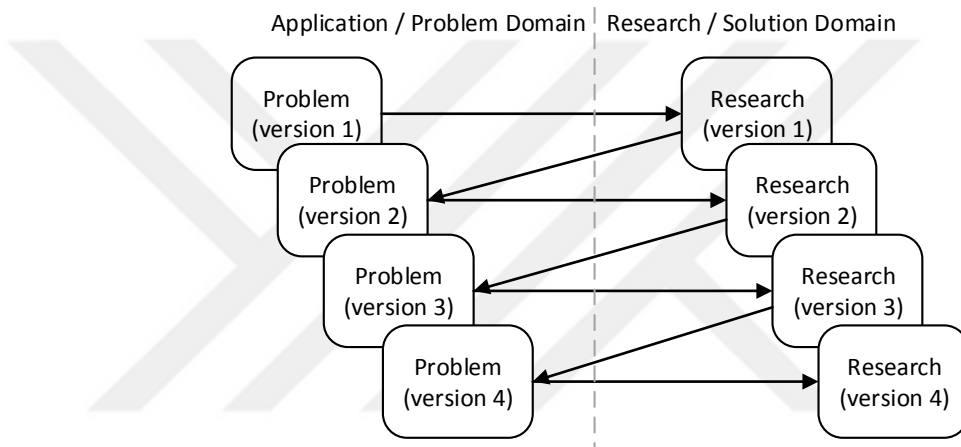 Application / Problem Domain
Research / Solution Domain
Problem
(version 1)
Research
(version 1)
Problem
(version 2)
Research
(version 2)
Problem
(version 3)
Research
(version 3)
Problem
(version 4)
Research
(version 4)